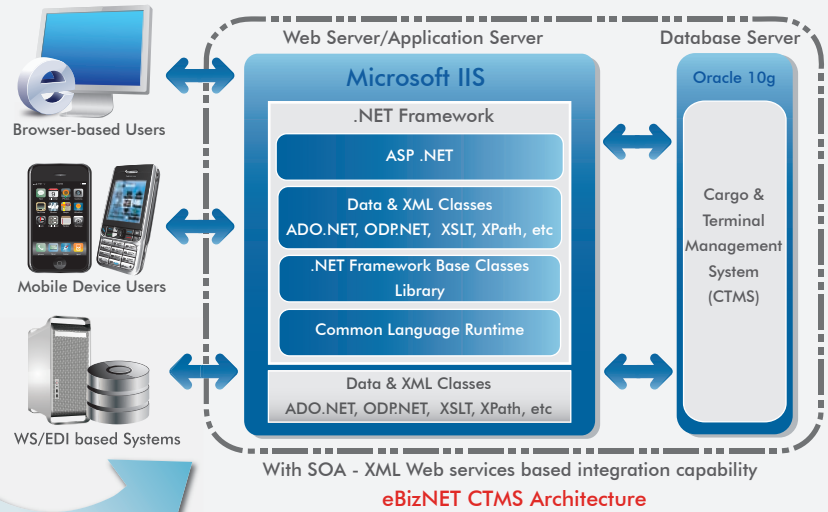 Web Server/Application Server
Database Server
Microsoft IIS
Oracle 10g
.NET Framework
ASP .NET
Data & XML Classes
ADO.NET, ODP.NET, XSLT, XPath, etc
.NET Framework Base Classes
Library
Common Language Runtime
Data & XML Classes
ADO.NET, ODP.NET, XSLT, XPath, etc
Cargo &
Terminal
Management
System
(CTMS)
Browser-based Users
Mobile Device Users
WS/EDI based Systems
With SOA - XML Web services based integration capability
eBizNET CTMS Architecture